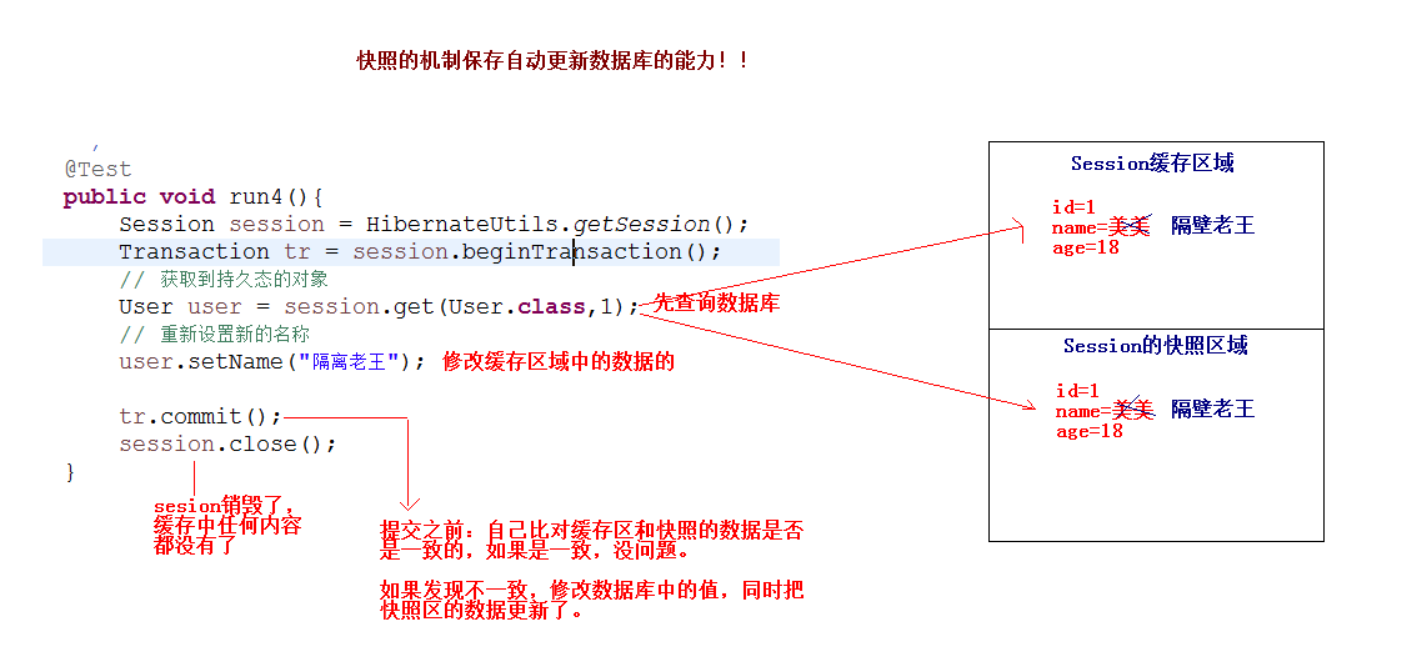 快照的机制保存自动更新数据库的能力！！
@Test
public void run4(){
Session session = HibernateUtils.getSession();
Transaction tr = session.beginTransaction();
// 获取到持久态的对象
User user = session.get(User.class,1);
先查询数据库
// 重新设置新的名称
user.setName("隔离老王");
修改缓存区域中的数据的
tr.commit();
session.close();
}
sesion销毁了，
缓存中任何内容
都没有了
提交之前：自己比对缓存区和快照的数据是否
是一致的，如果是一致，没问题。
如果发现不一致，修改数据库中的值，同时把
快照区的数据更新了。
Session缓存区域
id=1
name=美美 隔壁老王
age=18
Session的快照区域
id=1
name=美美 隔壁老王
age=18